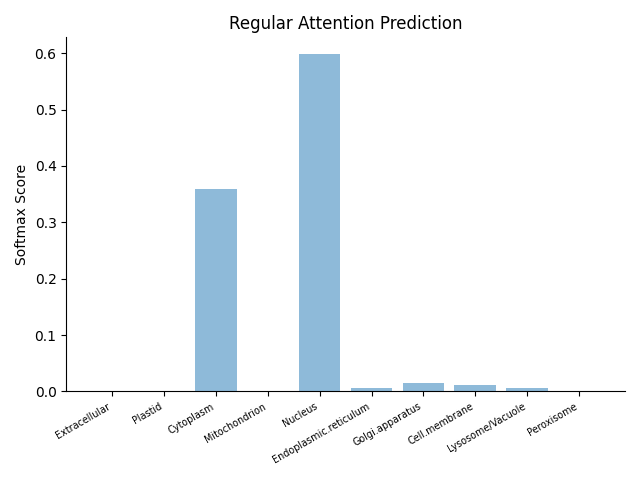 Regular Attention Prediction
Softmax Score
0.6
0.5
0.4
0.3
0.2
0.1
0.0
Extracellular
Plastid
Cytoplasm
Mitochondrion
Nucleus
Endoplasmic.reticulum
Golgi.apparatus
Cell.membrane
Lysosome/Vacuole
Peroxisome